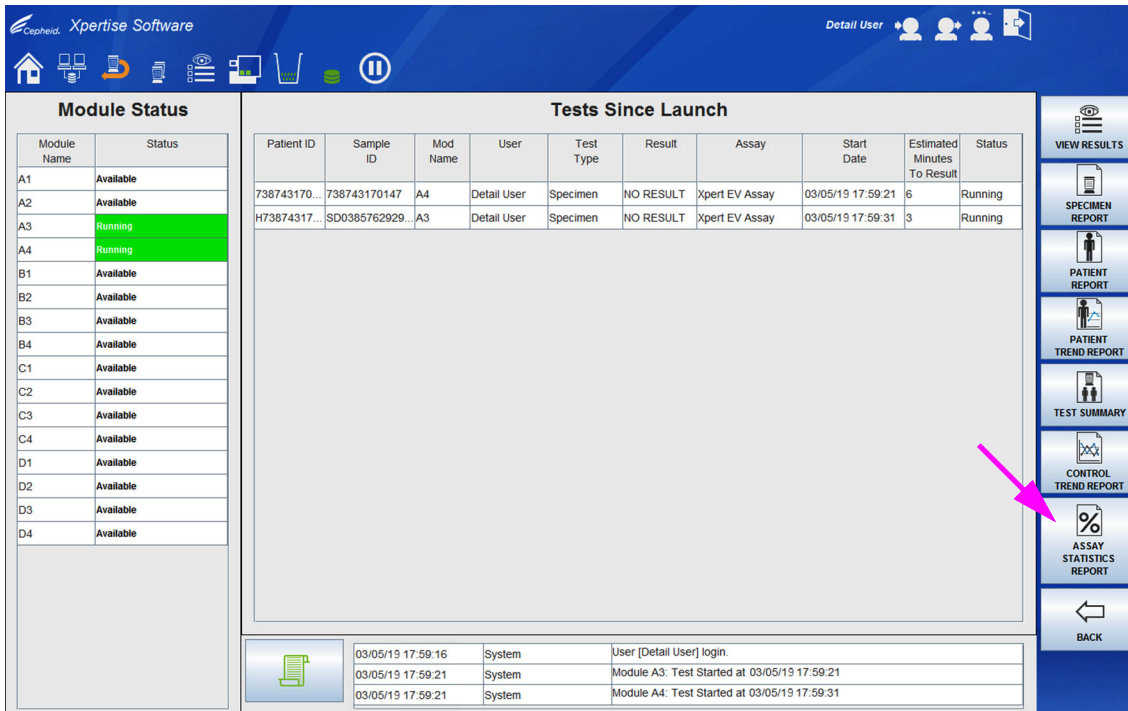 Cepheid. Xpertise Software
Detail User
Module Status
Module Name Status
A1 Available
A2 Available
A3 Running
A4 Running
B1 Available
B2 Available
B3 Available
B4 Available
C1 Available
C2 Available
C3 Available
C4 Available
D1 Available
D2 Available
D3 Available
D4 Available
Tests Since Launch
Patient ID Sample ID Mod Name User Test Type Result Assay Start Date Estimated Minutes To Result Status
738743170... 738743170147 A4 Detail User Specimen NO RESULT Xpert EV Assay 03/05/19 17:59:21 6 Running
H73874317... SD0385762929... A3 Detail User Specimen NO RESULT Xpert EV Assay 03/05/19 17:59:31 3 Running
03/05/19 17:59:16 System User [Detail User] login.
03/05/19 17:59:21 System Module A3: Test Started at 03/05/19 17:59:21
03/05/19 17:59:21 System Module A4: Test Started at 03/05/19 17:59:31
VIEW RESULTS
SPECIMEN
REPORT
PATIENT
REPORT
PATIENT
TREND REPORT
TEST SUMMARY
CONTROL
TREND REPORT
%
ASSAY
STATISTICS
REPORT
BACK